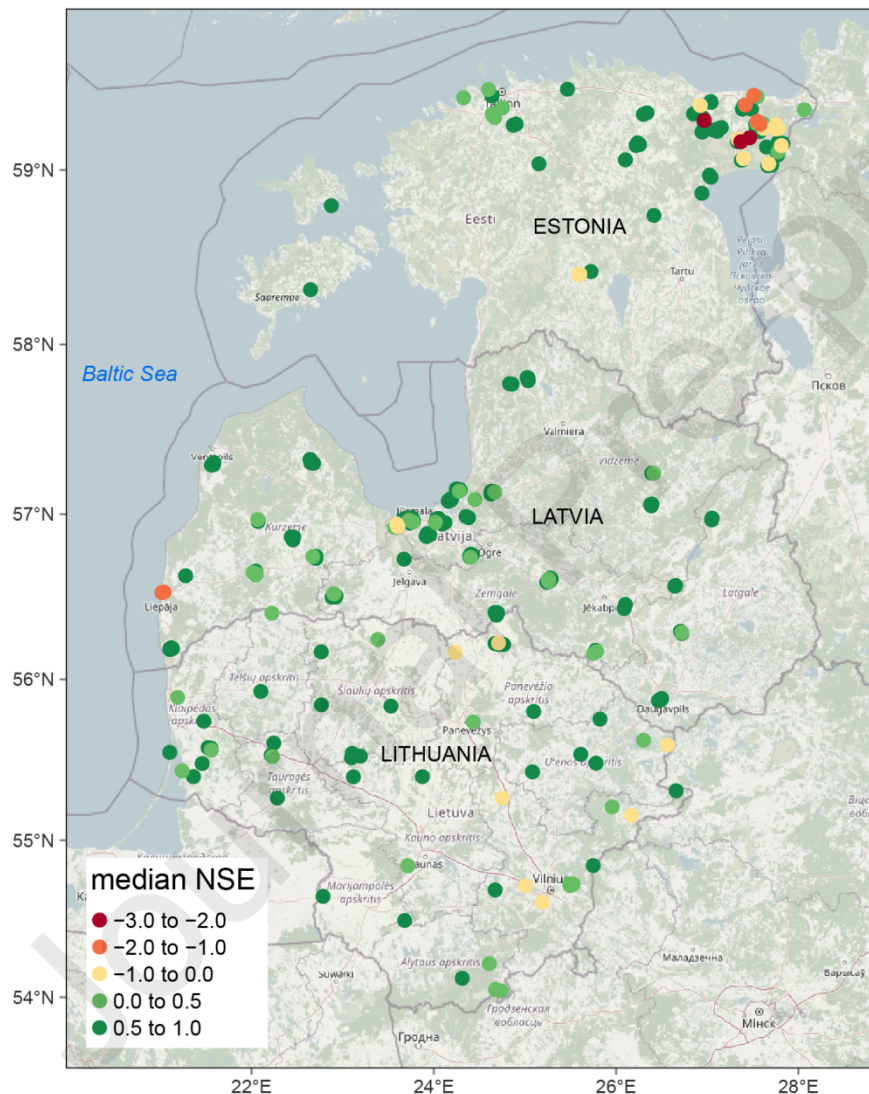 59°N
58°N
57°N
56°N
55°N
54°N
22°E
24°E
26°E
28°E
Baltic Sea
ESTONIA
LATVIA
LITHUANIA
Eesti
Saaremaa
Tartu
Псков
Valmiera
Vidzeme
Kurzeme
Jūrmala
Ogre
Jelgava
Liepāja
Zemgale
Jēkabpils
Latgale
Daugavpils
Telšių apskritis
Šiaulių apskritis
Panevėžio
apskritis
Klaipėdos
Panevėžys
Utenos apskritis
Tauragės
apskritis
Lietuva
Kauno apskritis
Marijampolės
apskritis
Vilnius
Alytaus apskritis
Suwałki
Гродна
Гродзенская
вобласць
Маладзечна
Мінск
median NSE
−3.0 to −2.0
−2.0 to −1.0
−1.0 to 0.0
0.0 to 0.5
0.5 to 1.0
Journal Pre-pr